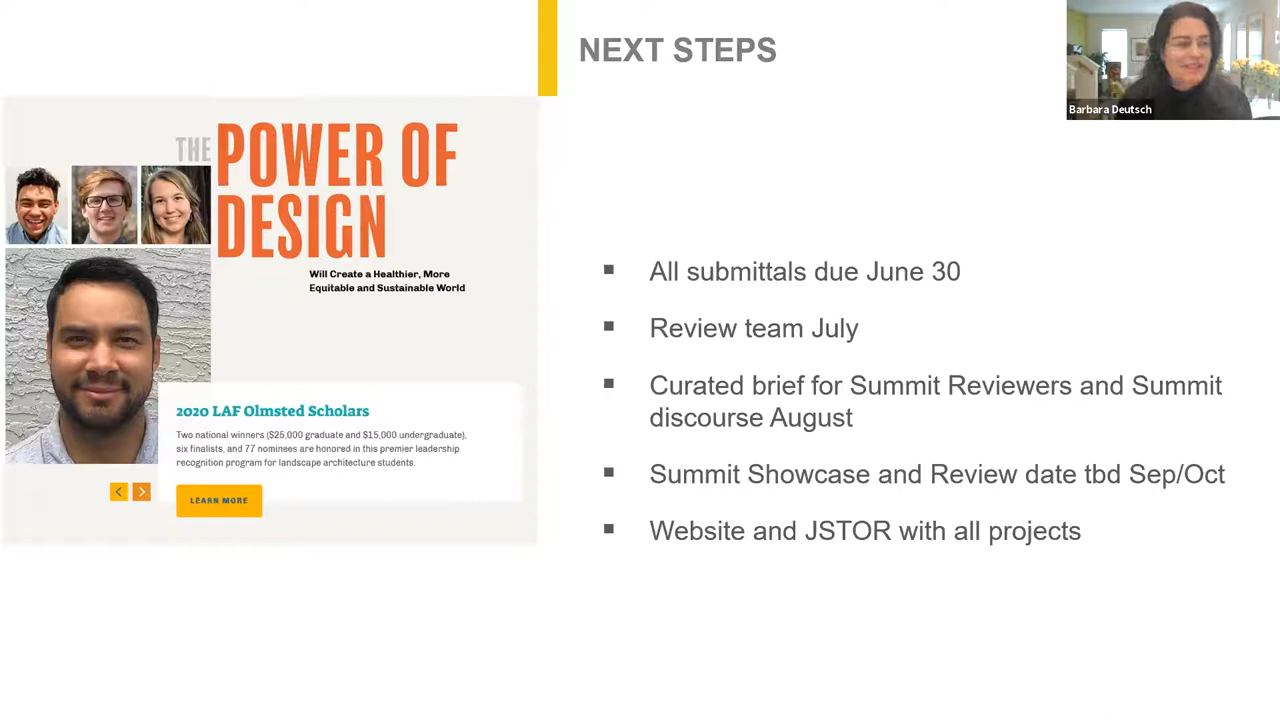 NEXT STEPS
Barbara Deutsch
THE POWER OF
DESIGN
Will Create a Healthier, More
Equitable and Sustainable World
2020 LAF Olmsted Scholars
Two national winners ($25,000 graduate and $15,000 undergraduate),
six finalists, and 77 nominees are honored in this premier leadership
recognition program for landscape architecture students.
LEARN MORE
All submittals due June 30
Review team July
Curated brief for Summit Reviewers and Summit
discourse August
Summit Showcase and Review date tbd Sep/Oct
Website and JSTOR with all projects